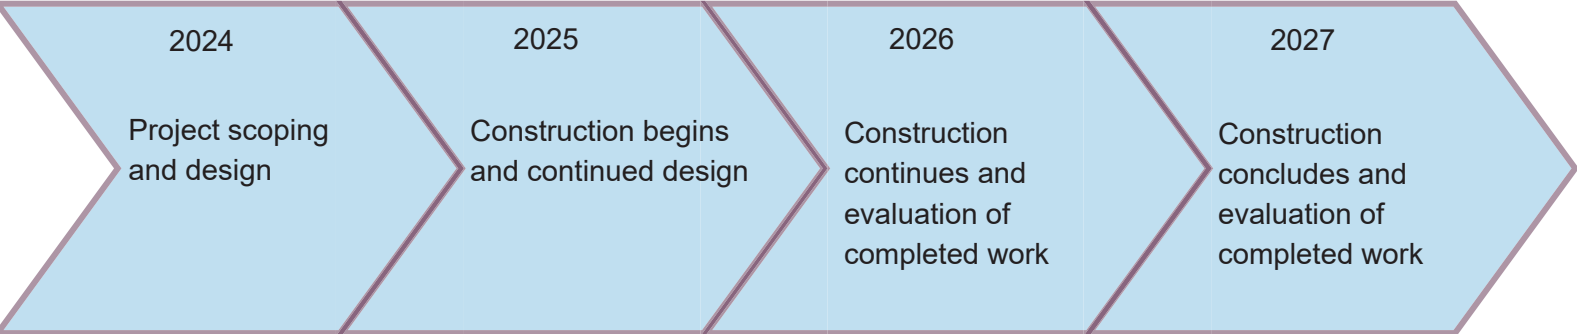 2024
Project scoping
and design
2025
Construction begins
and continued design
2026
Construction
continues and
evaluation of
completed work
2027
Construction
concludes and
evaluation of
completed work